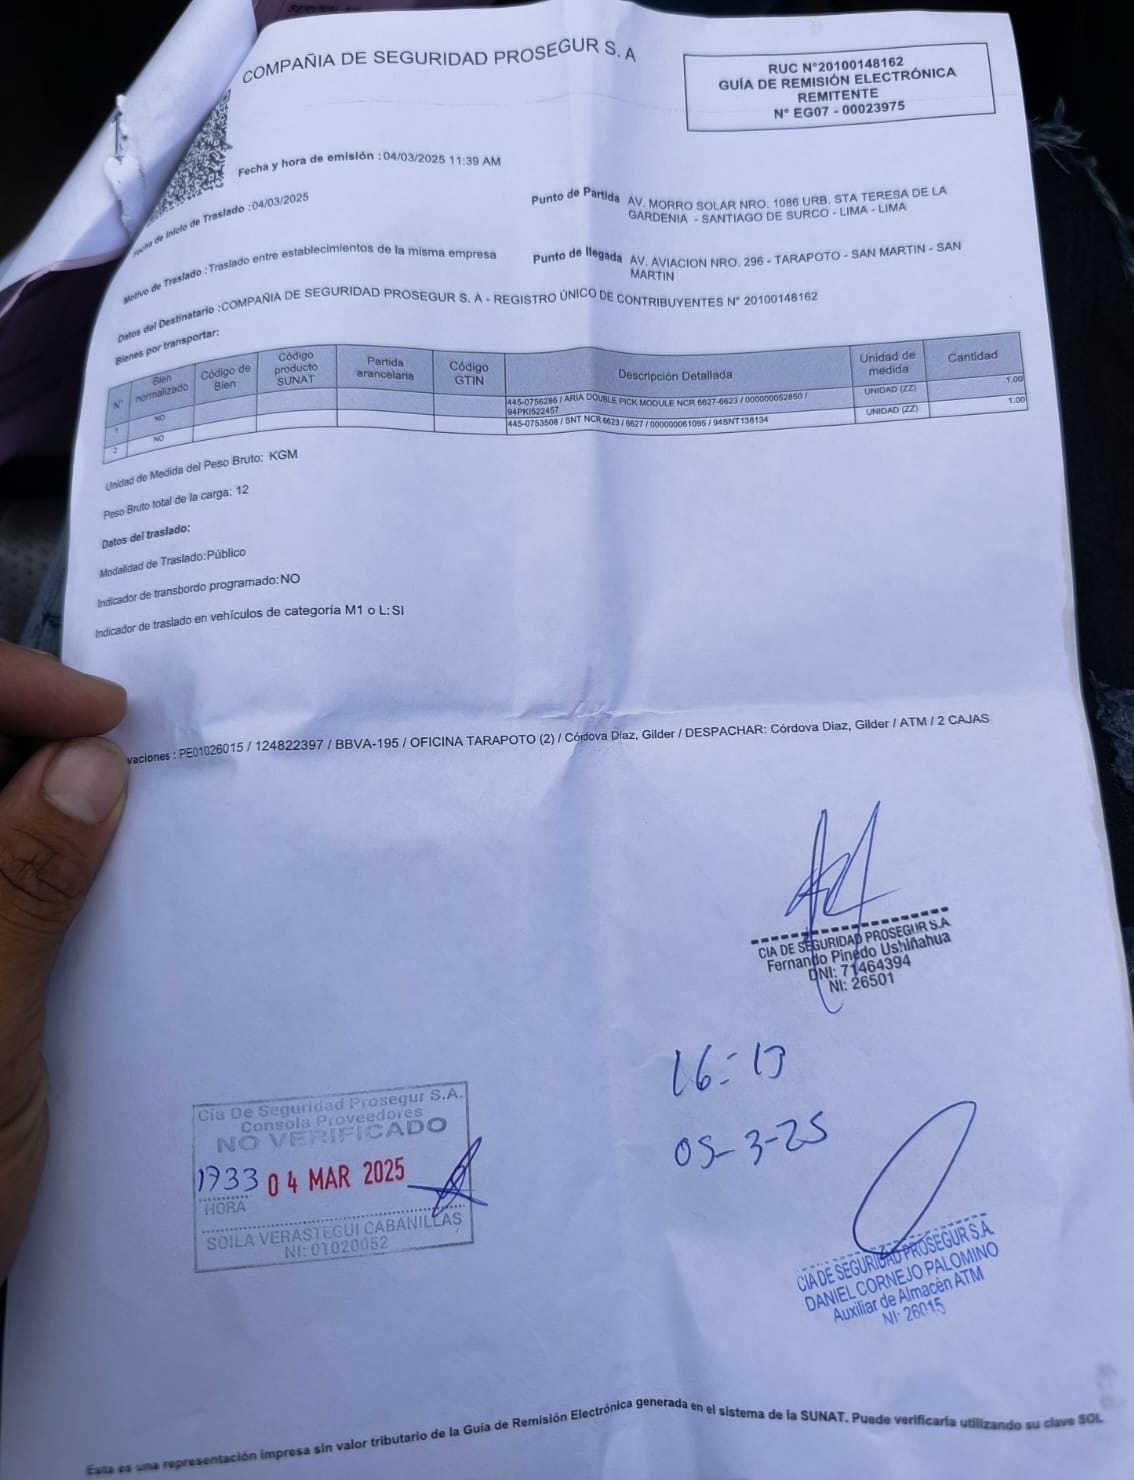 COMPAÑIA DE SEGURIDAD PROSEGUR S. A
RUC N°20100148162
GUÍA DE REMISIÓN ELECTRÓNICA
REMITENTE
N° EG07 - 00023975
Fecha y hora de emisión : 04/03/2025 11:39 AM
Fecha de Inicio de Traslado : 04/03/2025
Punto de Partida AV. MORRO SOLAR NRO. 1086 URB. STA TERESA DE LA
GARDENIA - SANTIAGO DE SURCO - LIMA - LIMA
Motivo de Traslado : Traslado entre establecimientos de la misma empresa
Punto de llegada AV. AVIACION NRO. 296 - TARAPOTO - SAN MARTIN - SAN
MARTIN
Datos del Destinatario : COMPAÑIA DE SEGURIDAD PROSEGUR S. A - REGISTRO ÚNICO DE CONTRIBUYENTES N° 20100148162
Bienes por transportar:
N° Bien normalizado Código de Bien Código producto SUNAT Partida arancelaria Código GTIN Descripción Detallada Unidad de medida Cantidad
1 NO 445-0756286 / ARIA DOUBLE PICK MODULE NCR 6627-6623 / 000000052850 / 94PKI522457 UNIDAD (ZZ) 1.00
2 NO 445-0753508 / SNT NCR 6623 / 6627 / 000000061095 / 94SNT138134 UNIDAD (ZZ) 1.00
Unidad de Medida del Peso Bruto: KGM
Peso Bruto total de la carga: 12
Datos del traslado:
Modalidad de Traslado:Público
Indicador de transbordo programado:NO
Indicador de traslado en vehículos de categoría M1 o L:SI
vaciones : PE01026015 / 124822397 / BBVA-195 / OFICINA TARAPOTO (2) / Córdova Díaz, Gilder / DESPACHAR: Córdova Diaz, Gilder / ATM / 2 CAJAS
CIA DE SEGURIDAD PROSEGUR S.A
Fernando Pinedo Ushiñahua
DNI: 71464394
NI: 26501
16:13
05-3-25
Cía De Seguridad Prosegur S.A.
Consola Proveedores
NO VERIFICADO
1733 04 MAR 2025
HORA
SOILA VERASTEGUI CABANILLAS
NI: 01020052
CIA DE SEGURIDAD PROSEGUR S.A.
DANIEL CORNEJO PALOMINO
Auxiliar de Almacén ATM
NI: 26015
Esta es una representación impresa sin valor tributario de la Guía de Remisión Electrónica generada en el sistema de la SUNAT. Puede verificarla utilizando su clave SOL